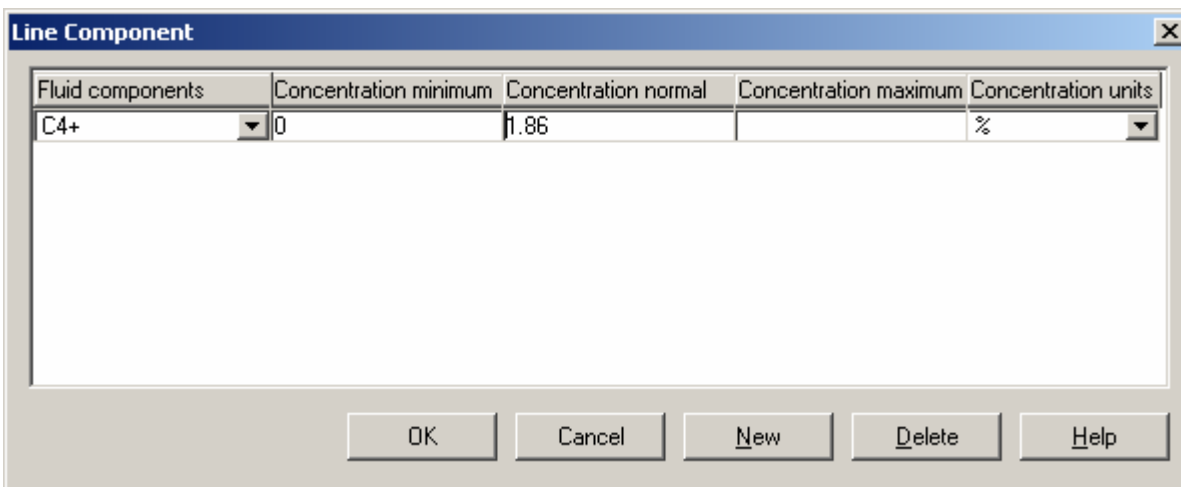 Line Component
Fluid components Concentration minimum Concentration normal Concentration maximum Concentration units
C4+ 0 1.86 %
OK Cancel New Delete Help